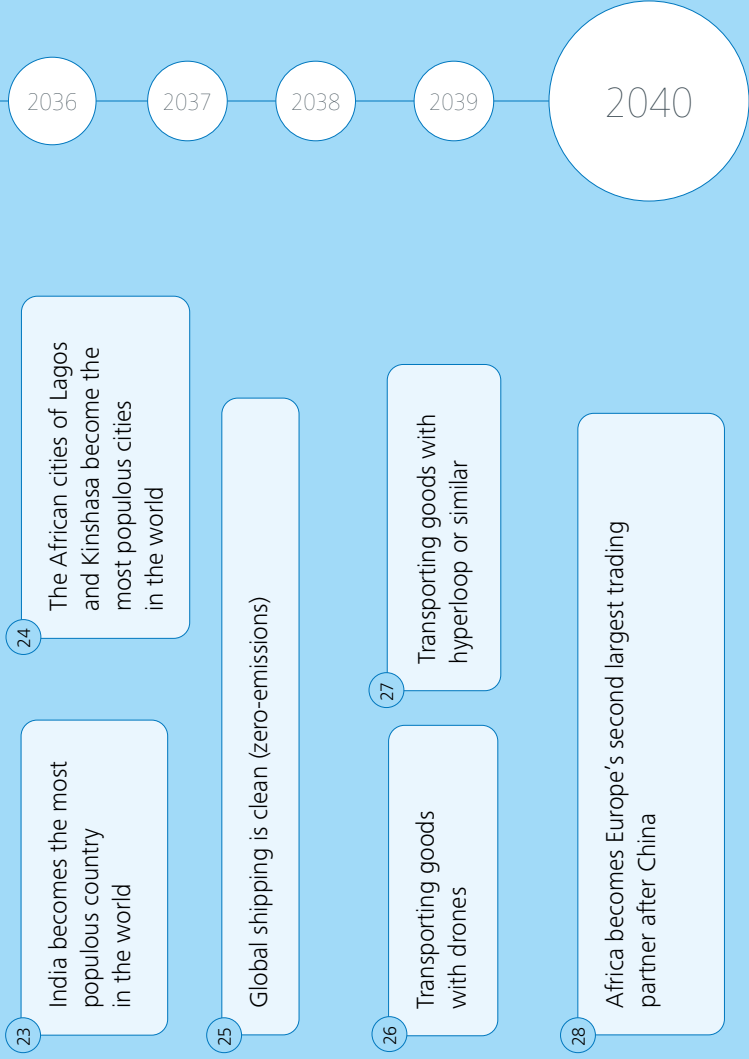 2036
2037
2038
2039
2040
23
India becomes the most
populous country
in the world
24
The African cities of Lagos
and Kinshasa become the
most populous cities
in the world
25
Global shipping is clean (zero-emissions)
26
Transporting goods
with drones
27
Transporting goods with
hyperloop or similar
28
Africa becomes Europe’s second largest trading
partner after China